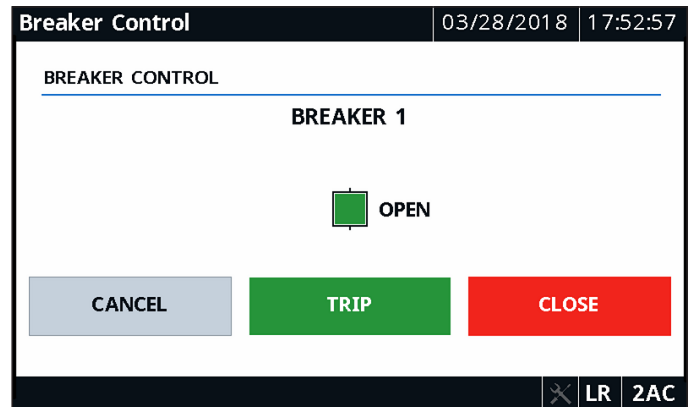 Breaker Control 03/28/2018 17:52:57
BREAKER CONTROL
BREAKER 1
OPEN
CANCEL TRIP CLOSE
LR 2AC